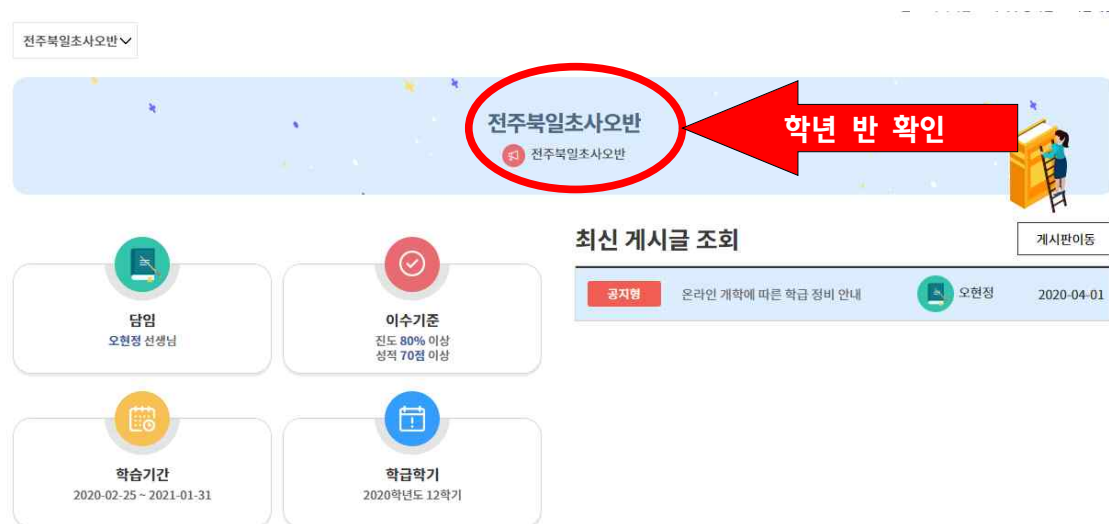 전주북일초사오반
전주북일초사오반
전주북일초사오반
학년 반 확인
담임
오현정 선생님
이수기준
진도 80% 이상
성적 70점 이상
학습기간
2020-02-25 ~ 2021-01-31
학급학기
2020학년도 12학기
최신 게시글 조회
게시판이동
공지형 온라인 개학에 따른 학급 정비 안내 오현정 2020-04-01